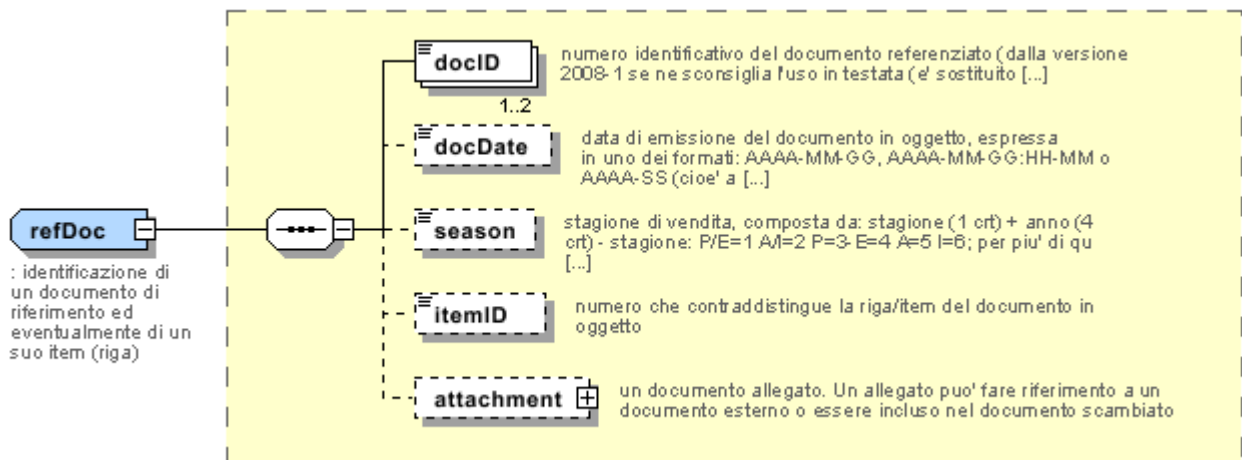 docID
numero identificativo del documento referenziato (dalla versione
2008-1 se ne sconsiglia l'uso in testata (e' sostituito [...]
1..2
docDate
data di emissione del documento in oggetto, espressa
in uno dei formati: AAAA-MM-GG, AAAA-MM-GG:HH-MM o
AAAA-SS (cioe' a [...]
refDoc
: identificazione di
un documento di
riferimento ed
eventualmente di un
suo item (riga)
season
stagione di vendita, composta da: stagione (1 crt) + anno (4
crt) - stagione: P/E=1 A/I=2 P=3- E=4 A=5 I=6; per piu' di qu
[...]
itemID
numero che contraddistingue la riga/item del documento in
oggetto
attachment
un documento allegato. Un allegato puo' fare riferimento a un
documento esterno o essere incluso nel documento scambiato